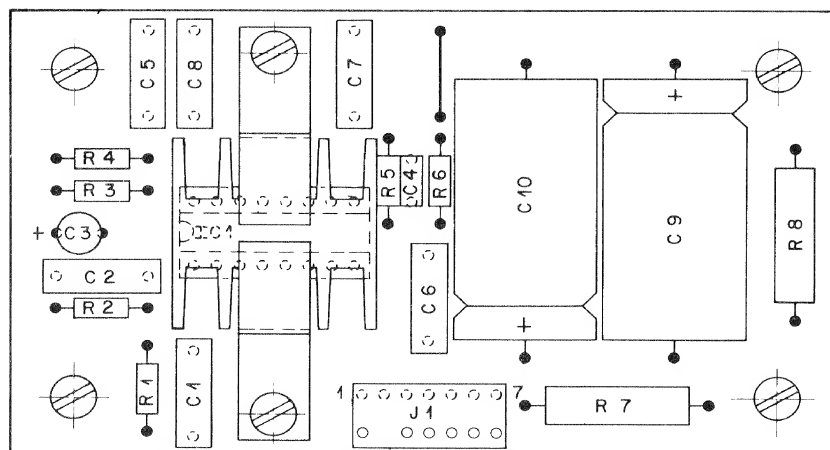 C5
C8
C7
+
R4
R3
R5
C4
R6
C10
C9
R8
+
C3
IC1
C2
C6
R2
+
R1
C1
1
7
J1
R7